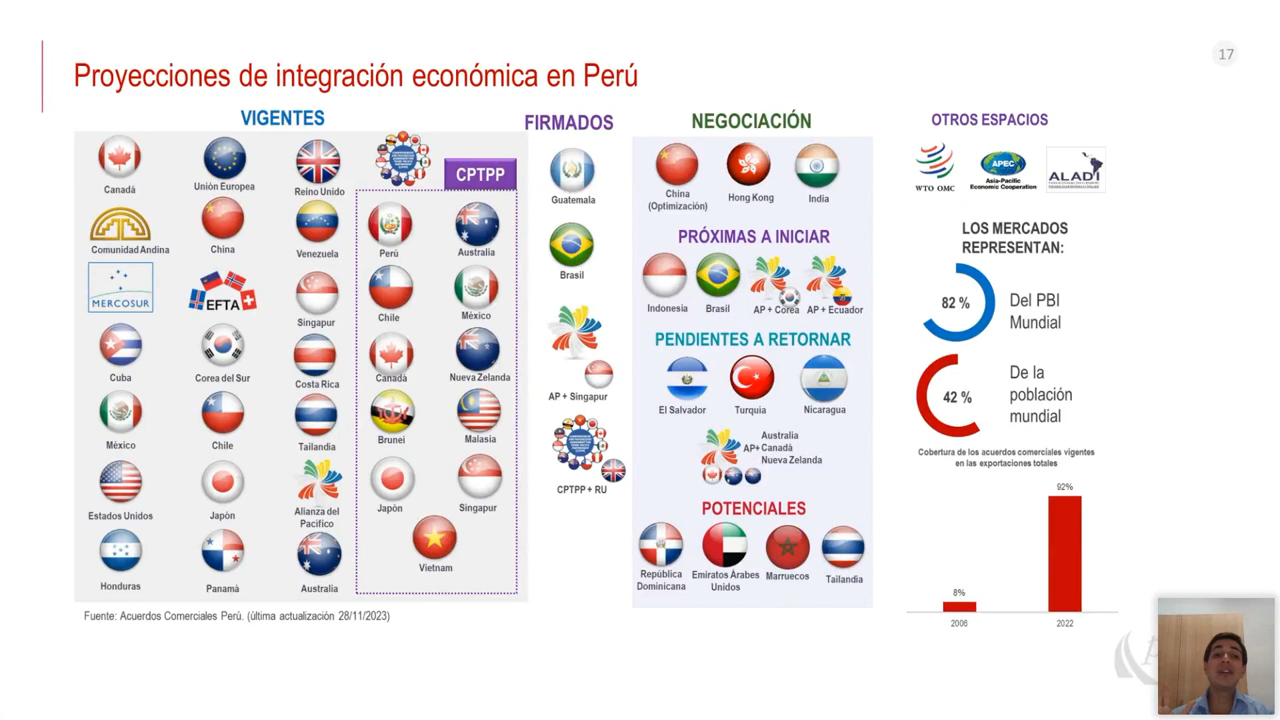 17
Proyecciones de integración económica en Perú
VIGENTES
Canadá
Unión Europea
Reino Unido
Comunidad Andina
China
Venezuela
MERCOSUR
EFTA
Singapur
Cuba
Corea del Sur
Costa Rica
México
Chile
Tailandia
Estados Unidos
Japón
Alianza del
Pacífico
Honduras
Panamá
Australia
CPTPP
Perú
Australia
Chile
México
Canadá
Nueva Zelanda
Brunei
Malasia
Japón
Singapur
Vietnam
FIRMADOS
Guatemala
Brasil
AP + Singapur
CPTPP + RU
NEGOCIACIÓN
China
(Optimización)
Hong Kong
India
PRÓXIMAS A INICIAR
Indonesia
Brasil
AP + Corea
AP + Ecuador
PENDIENTES A RETORNAR
El Salvador
Turquia
Nicaragua
AP+
Australia
Canadá
Nueva Zelanda
POTENCIALES
República
Dominicana
Emiratos Árabes
Unidos
Marruecos
Tailandia
OTROS ESPACIOS
WTO OMC
APEC
Asia-Pacific
Economic Cooperation
ALADI
LOS MERCADOS
REPRESENTAN:
82 %
Del PBI
Mundial
42 %
De la
población
mundial
Cobertura de los acuerdos comerciales vigentes
en las exportaciones totales
92%
8%
2006
2022
Fuente: Acuerdos Comerciales Perú. (última actualización 28/11/2023)